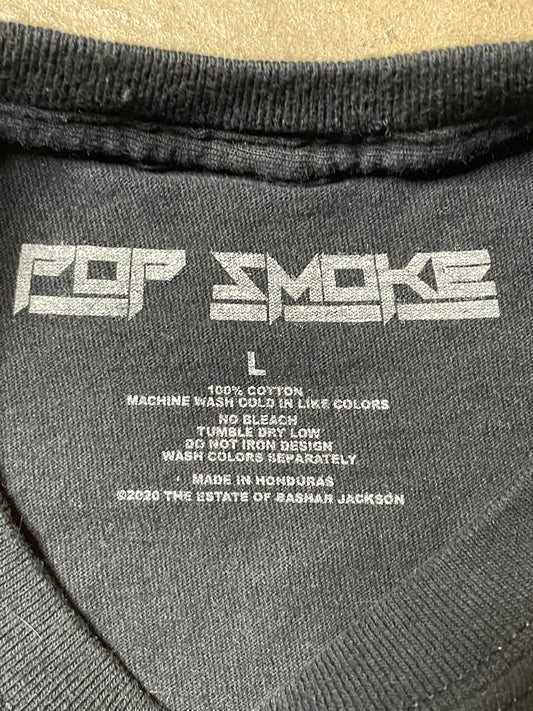 POP SMOKE
L
100% COTTON
MACHINE WASH COLD IN LIKE COLORS
NO BLEACH
TUMBLE DRY LOW
DO NOT IRON DESIGN
WASH COLORS SEPARATELY
MADE IN HONDURAS
©2020 THE ESTATE OF BASHAR JACKSON